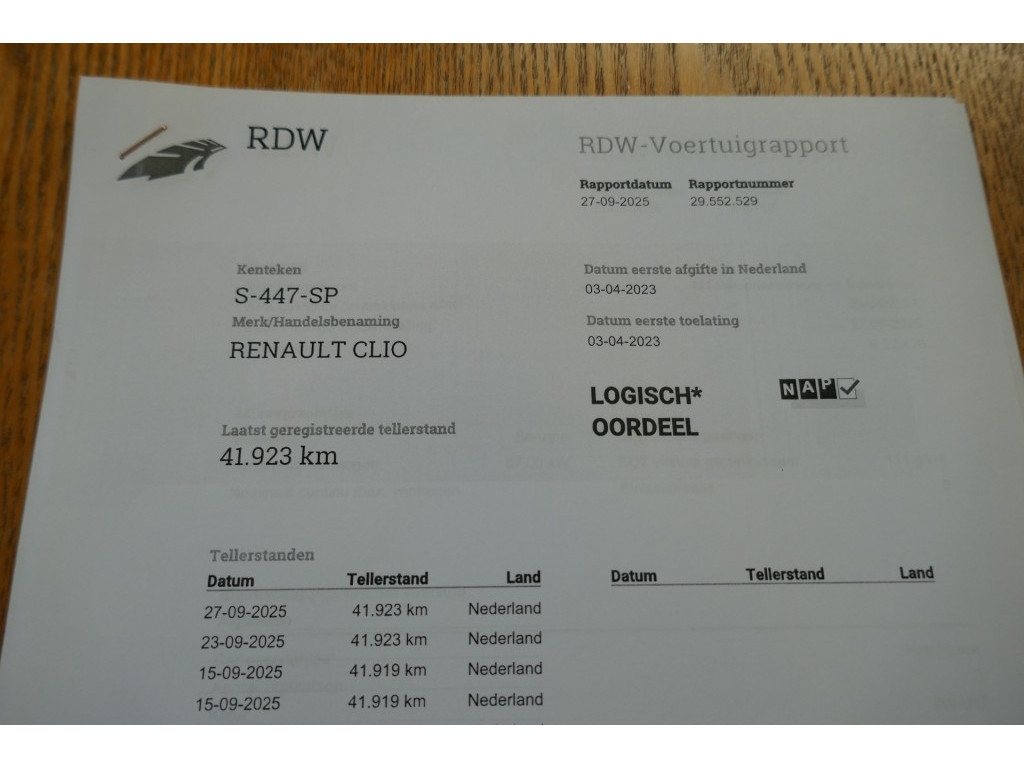 RDW
RDW-Voertuigrapport
Rapportdatum Rapportnummer
27-09-2025 29.552.529
Kenteken
S-447-SP
Merk/Handelsbenaming
RENAULT CLIO
Datum eerste afgifte in Nederland
03-04-2023
Datum eerste toelating
03-04-2023
Laatst geregistreerde tellerstand
41.923 km
LOGISCH*
OORDEEL
NAP
Tellerstanden
Datum Tellerstand Land
27-09-2025 41.923 km Nederland
23-09-2025 41.923 km Nederland
15-09-2025 41.919 km Nederland
15-09-2025 41.919 km Nederland
Datum Tellerstand Land